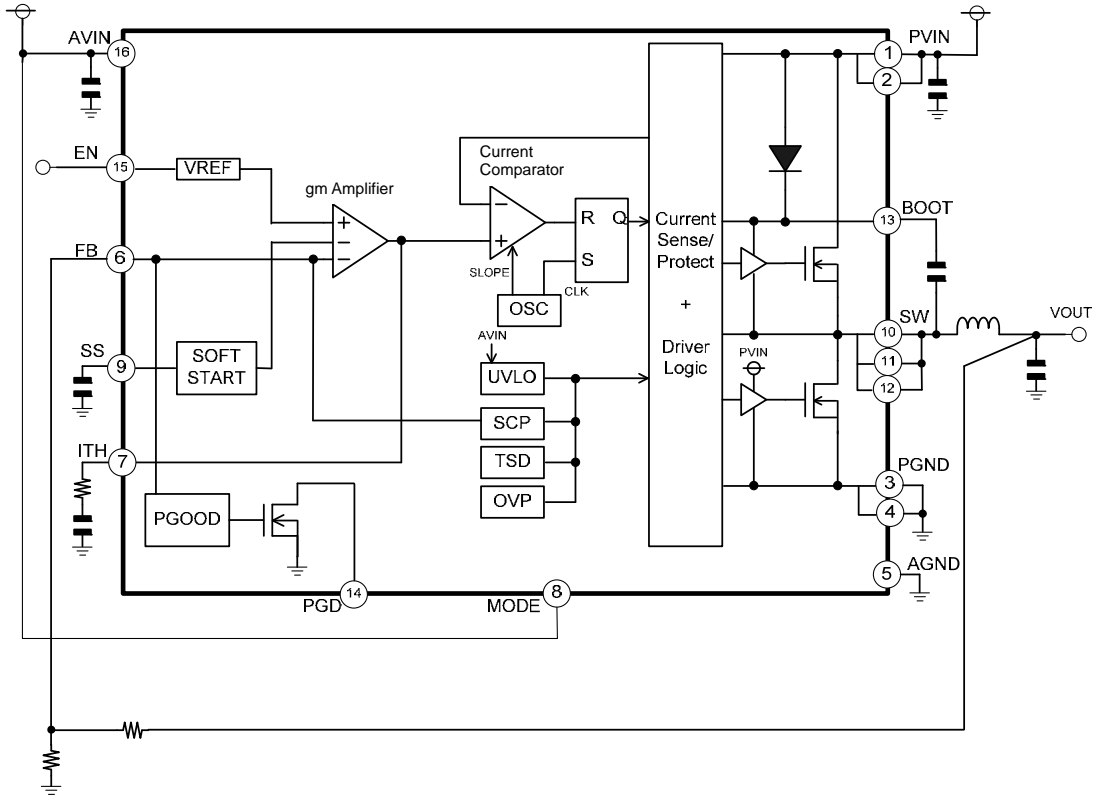 AVIN
16
PVIN
1
2
EN
15
VREF
gm Amplifier
+
−
−
Current
Comparator
−
+
SLOPE
R
Q
S
OSC
CLK
Current
Sense/
Protect
+
Driver
Logic
13
BOOT
FB
6
SS
9
SOFT
START
AVIN
UVLO
SCP
TSD
OVP
PVIN
SW
10
11
12
VOUT
ITH
7
PGOOD
PGND
3
4
5
AGND
PGD
14
MODE
8